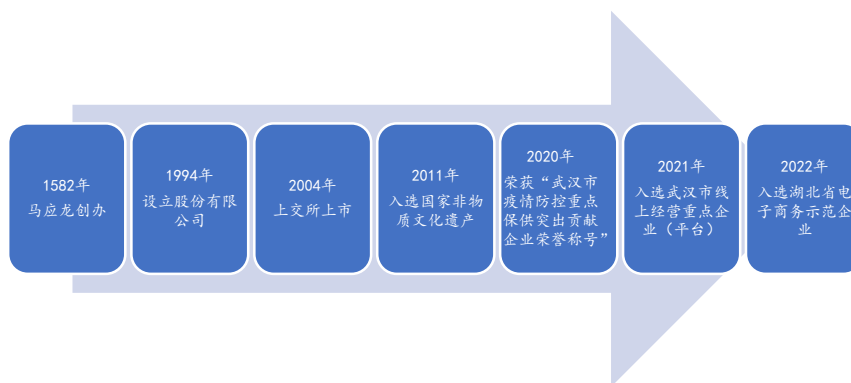 1582年
马应龙创办
1994年
设立股份有限
公司
2004年
上交所上市
2011年
入选国家非物
质文化遗产
2020年
荣获“武汉市
疫情防控重点
保供突出贡献
企业荣誉称号”
2021年
入选武汉市线
上经营重点企
业（平台）
2022年
入选湖北省电
子商务示范企
业